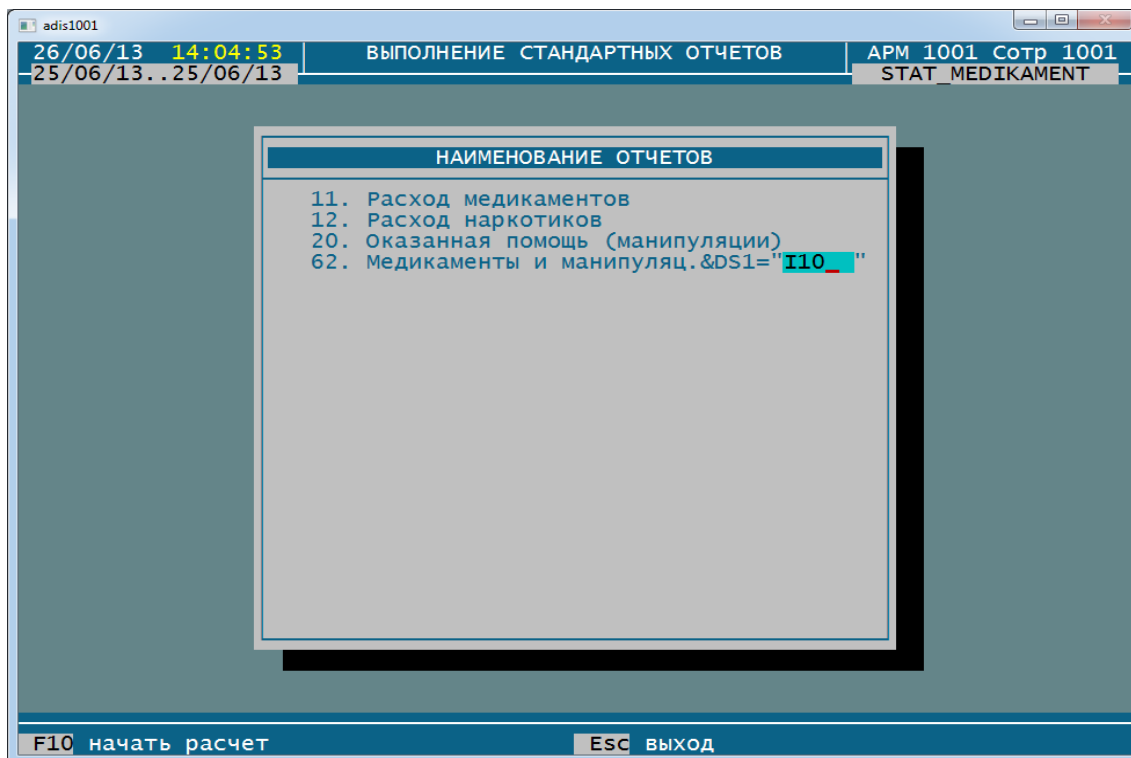 adis1001
26/06/13 14:04:53 ВЫПОЛНЕНИЕ СТАНДАРТНЫХ ОТЧЕТОВ АРМ 1001 Сотр 1001
25/06/13..25/06/13 STAT_MEDIKAMENT
НАИМЕНОВАНИЕ ОТЧЕТОВ
11. Расход медикаментов
12. Расход наркотиков
20. Оказанная помощь (манипуляции)
62. Медикаменты и манипуляц.&DS1="I10_ "
F10 начать расчет Esc выход